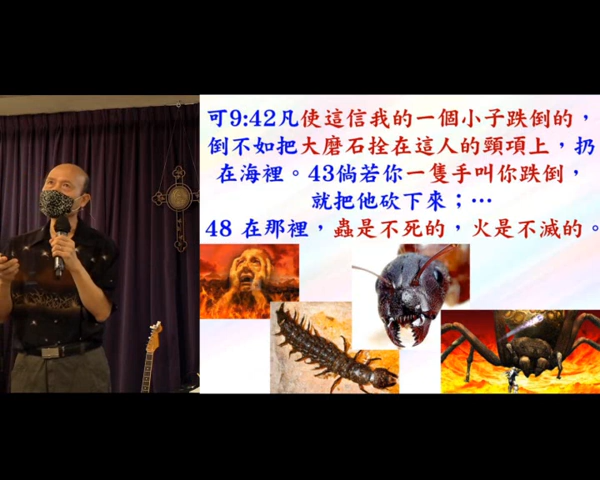 可9:42凡使這信我的一個小子跌倒的，
倒不如把大磨石拴在這人的頸項上，扔
在海裡。43倘若你一隻手叫你跌倒，
就把他砍下來；…
48 在那裡，蟲是不死的，火是不滅的。